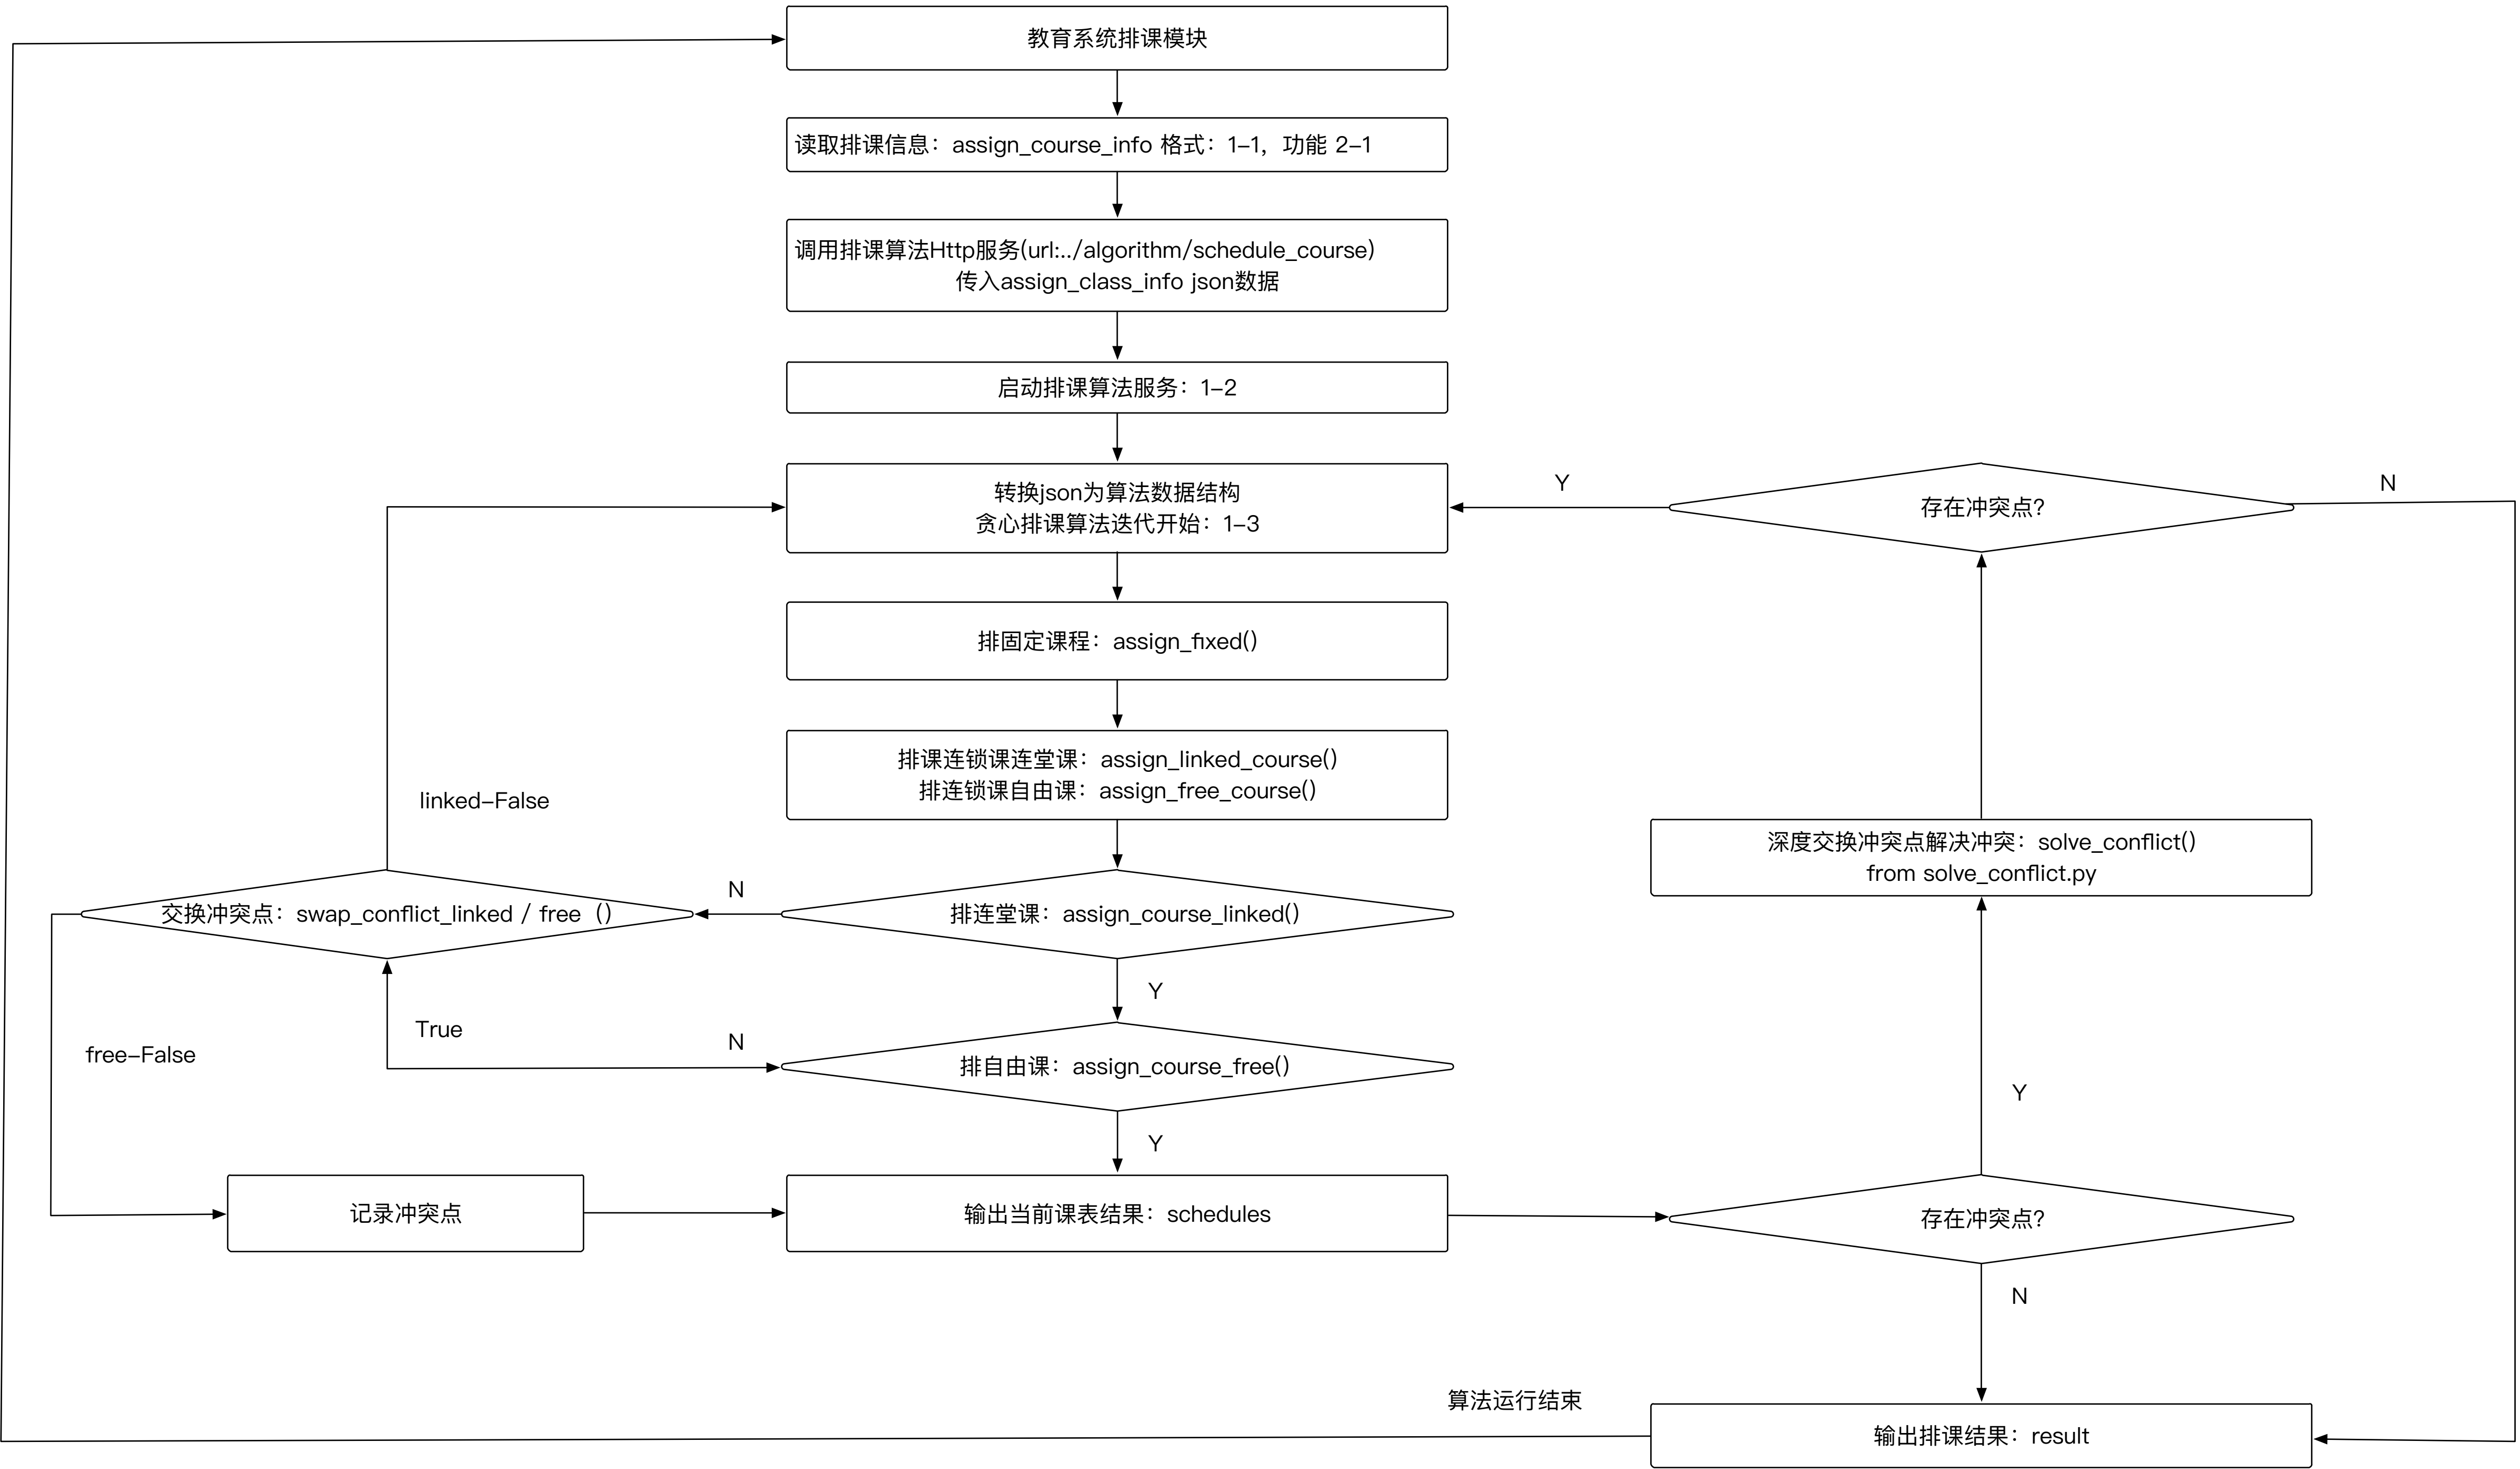 教育系统排课模块
读取排课信息：assign_course_info 格式：1-1，功能 2-1
调用排课算法Http服务(url:../algorithm/schedule_course)
传入assign_class_info json数据
启动排课算法服务：1-2
转换json为算法数据结构
贪心排课算法迭代开始：1-3
Y
存在冲突点?
N
排固定课程：assign_fixed()
排课连锁课连堂课：assign_linked_course()
排连锁课自由课：assign_free_course()
linked-False
深度交换冲突点解决冲突：solve_conflict()
from solve_conflict.py
交换冲突点：swap_conflict_linked / free（）
N
排连堂课：assign_course_linked()
Y
True
free-False
N
排自由课：assign_course_free()
Y
Y
记录冲突点
输出当前课表结果：schedules
存在冲突点?
N
算法运行结束
输出排课结果：result